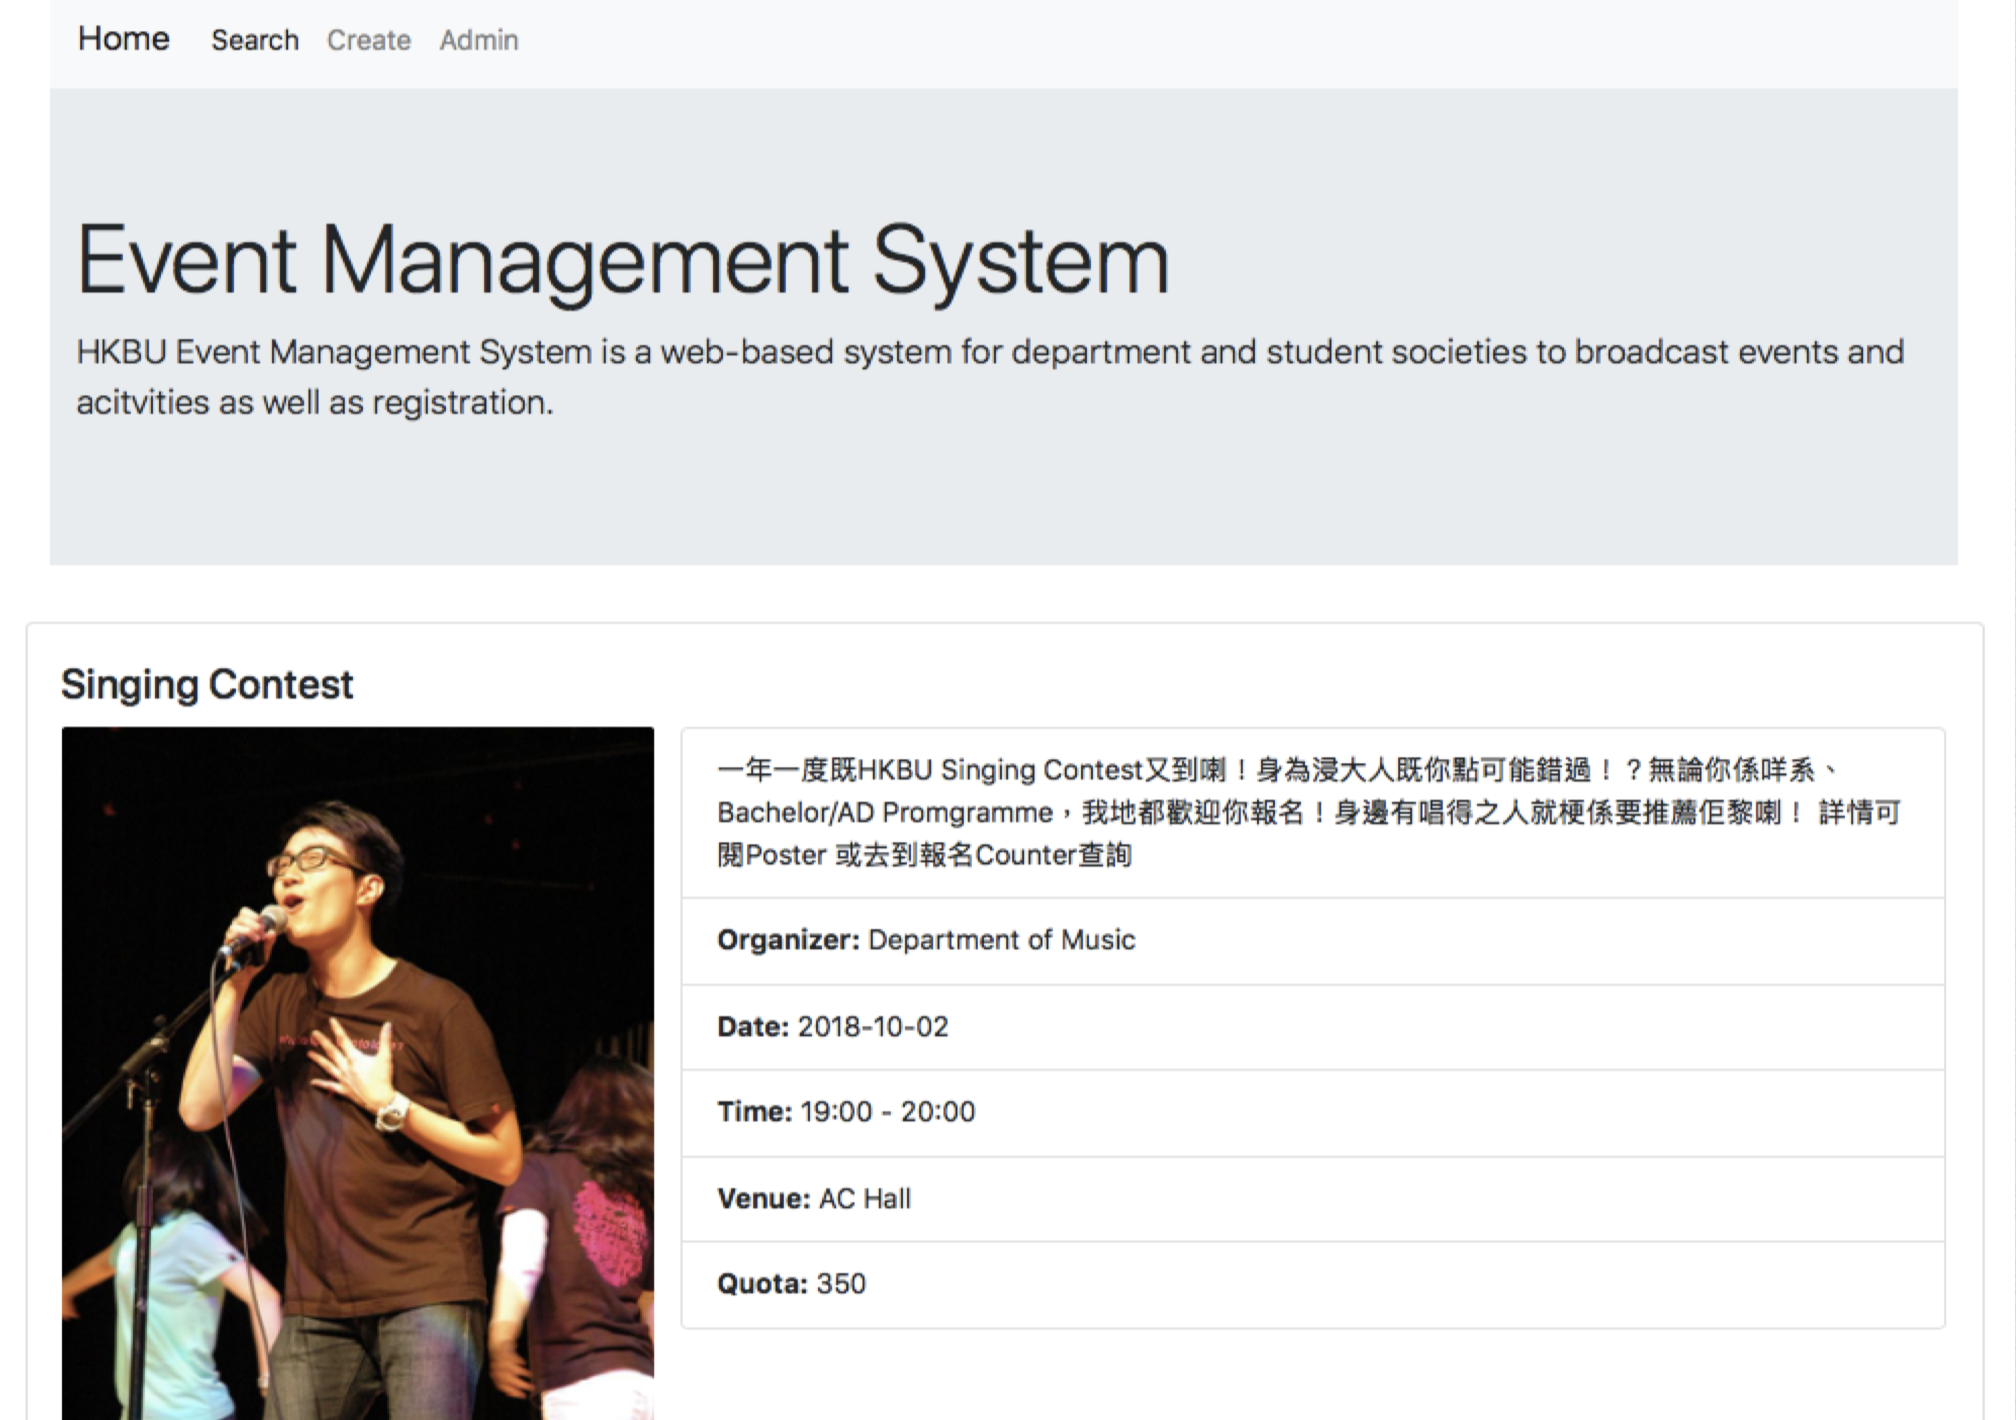 Home Search Create Admin
Event Management System
HKBU Event Management System is a web-based system for department and student societies to broadcast events and
acitvities as well as registration.
Singing Contest
一年一度既HKBU Singing Contest又到喇！身為浸大人既你點可能錯過！？無論你係咩系、
Bachelor/AD Promgramme，我地都歡迎你報名！身邊有唱得之人就梗係要推薦佢黎喇！ 詳情可
閱Poster 或去到報名Counter查詢
Organizer: Department of Music
Date: 2018-10-02
Time: 19:00 - 20:00
Venue: AC Hall
Quota: 350